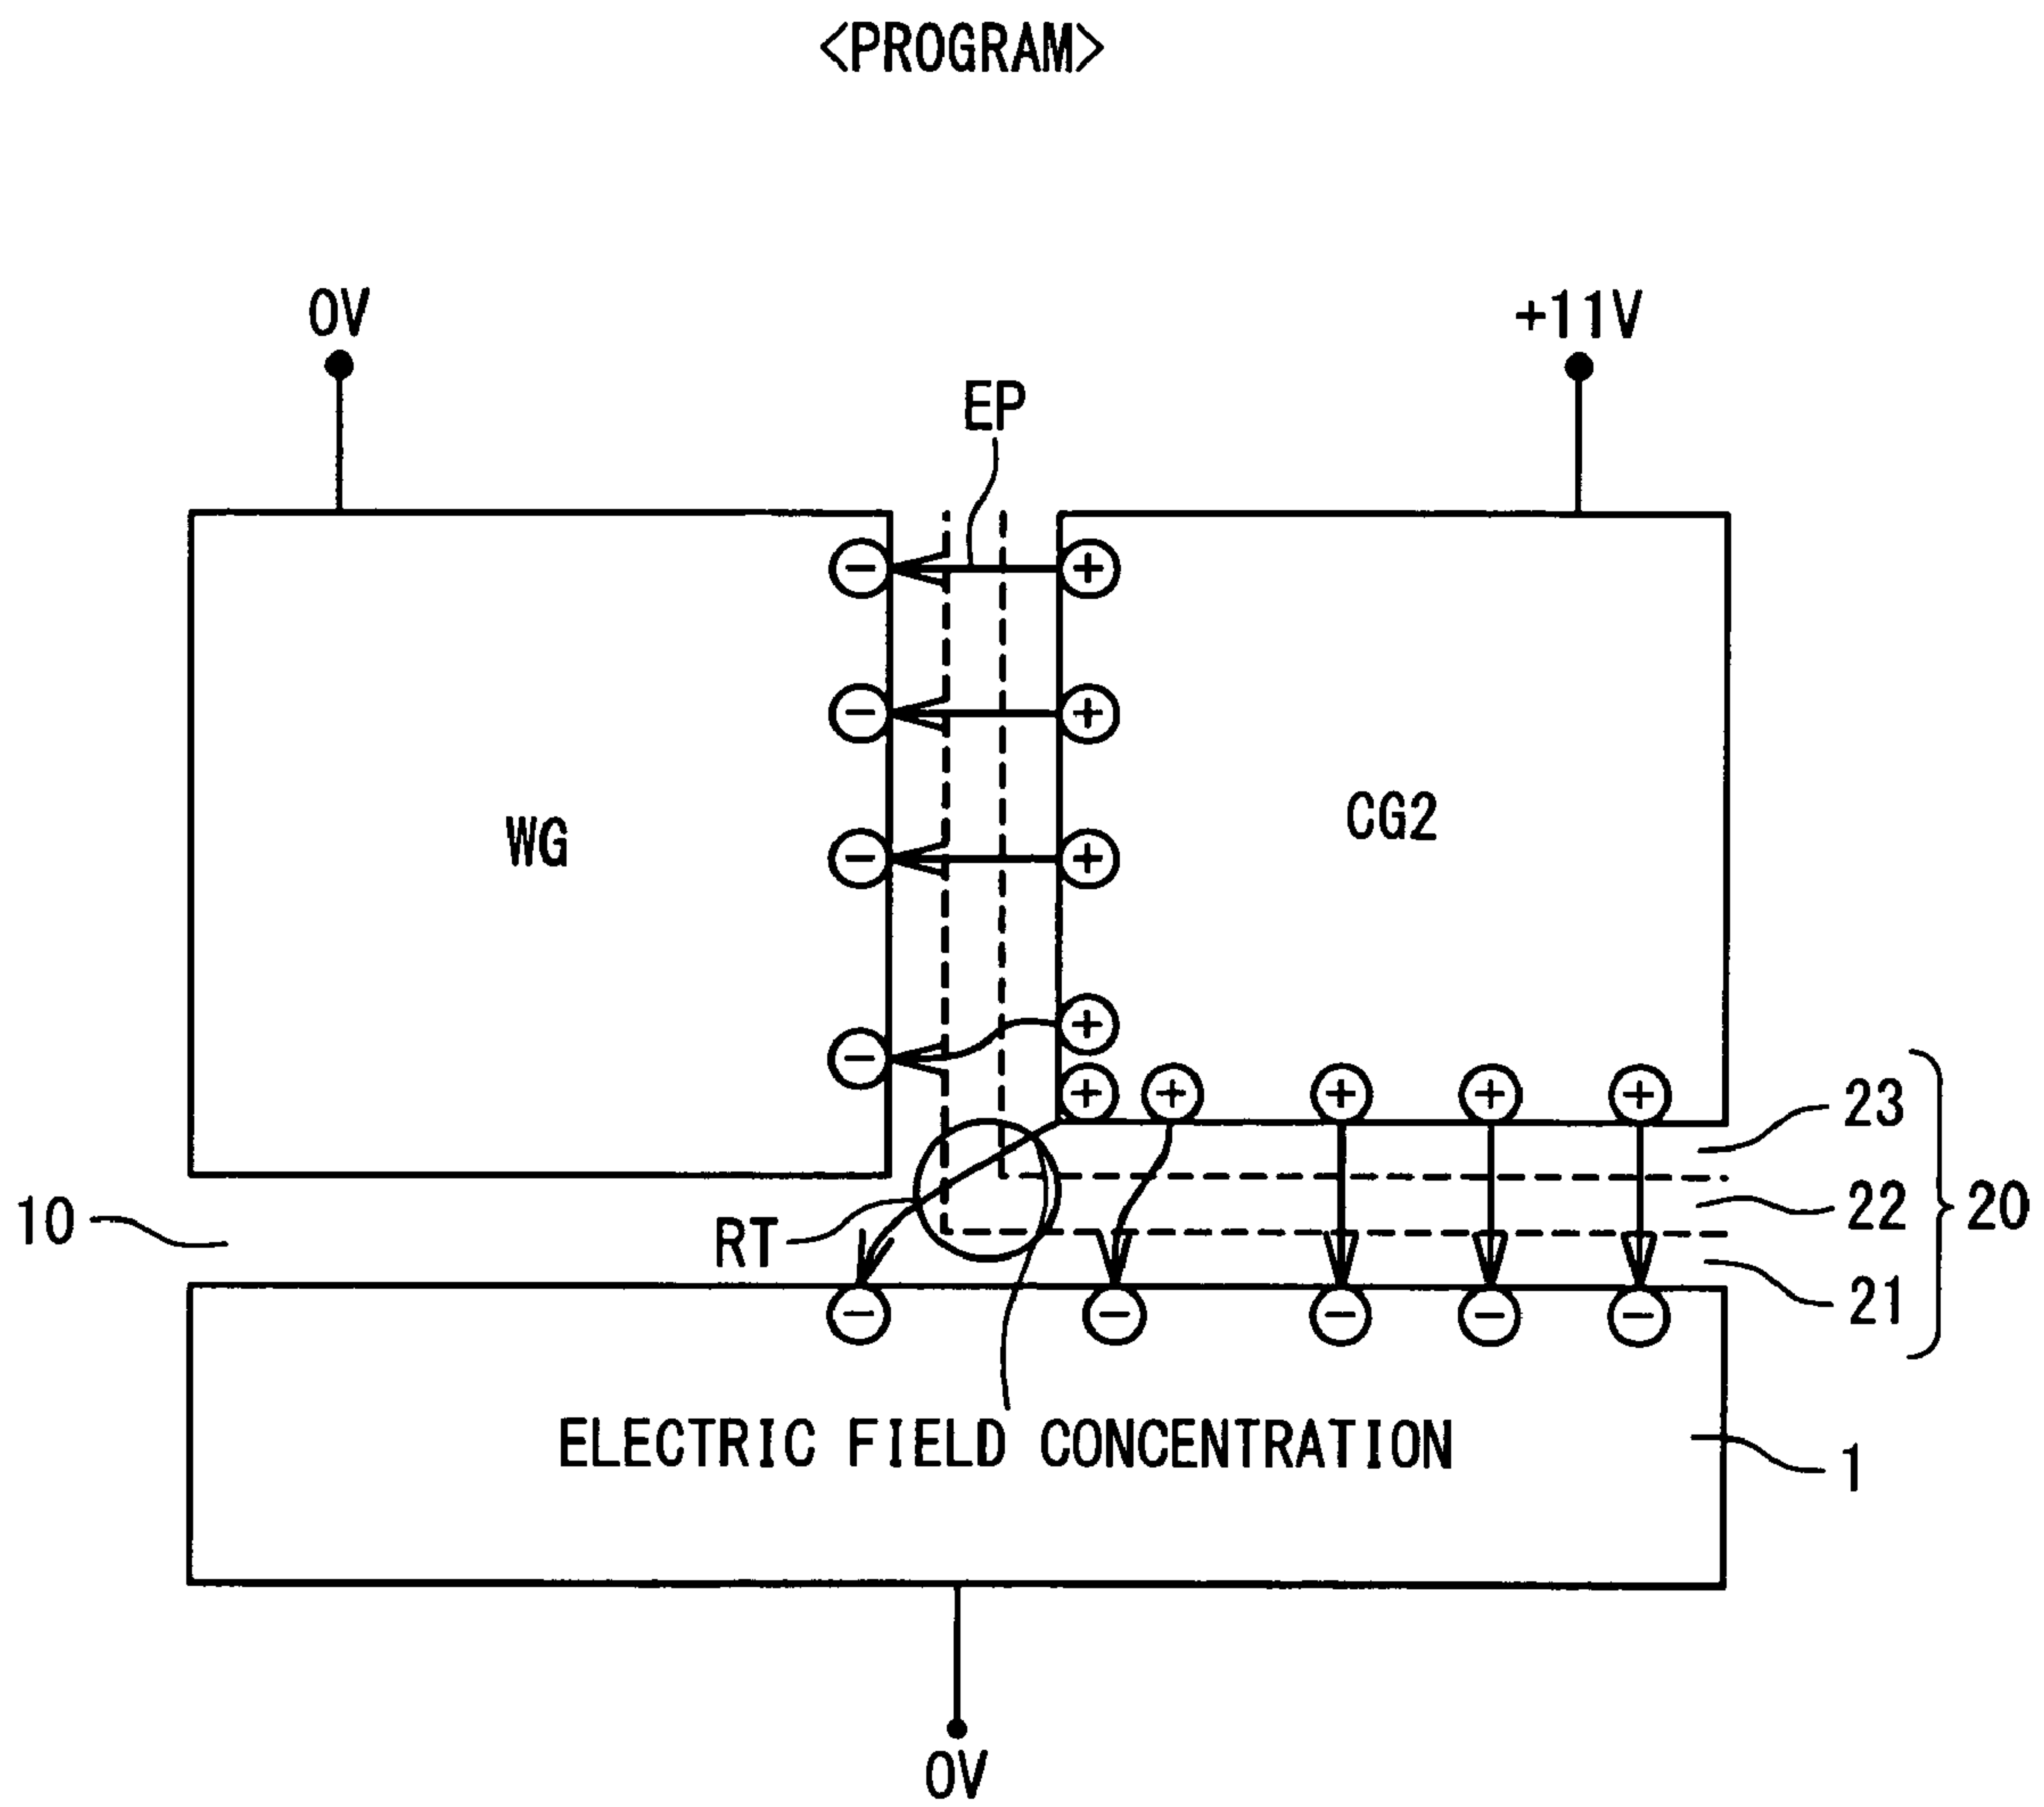 <PROGRAM>
0V
+11V
EP
WG
CG2
23
22
20
21
10
RT
ELECTRIC FIELD CONCENTRATION
1
0V